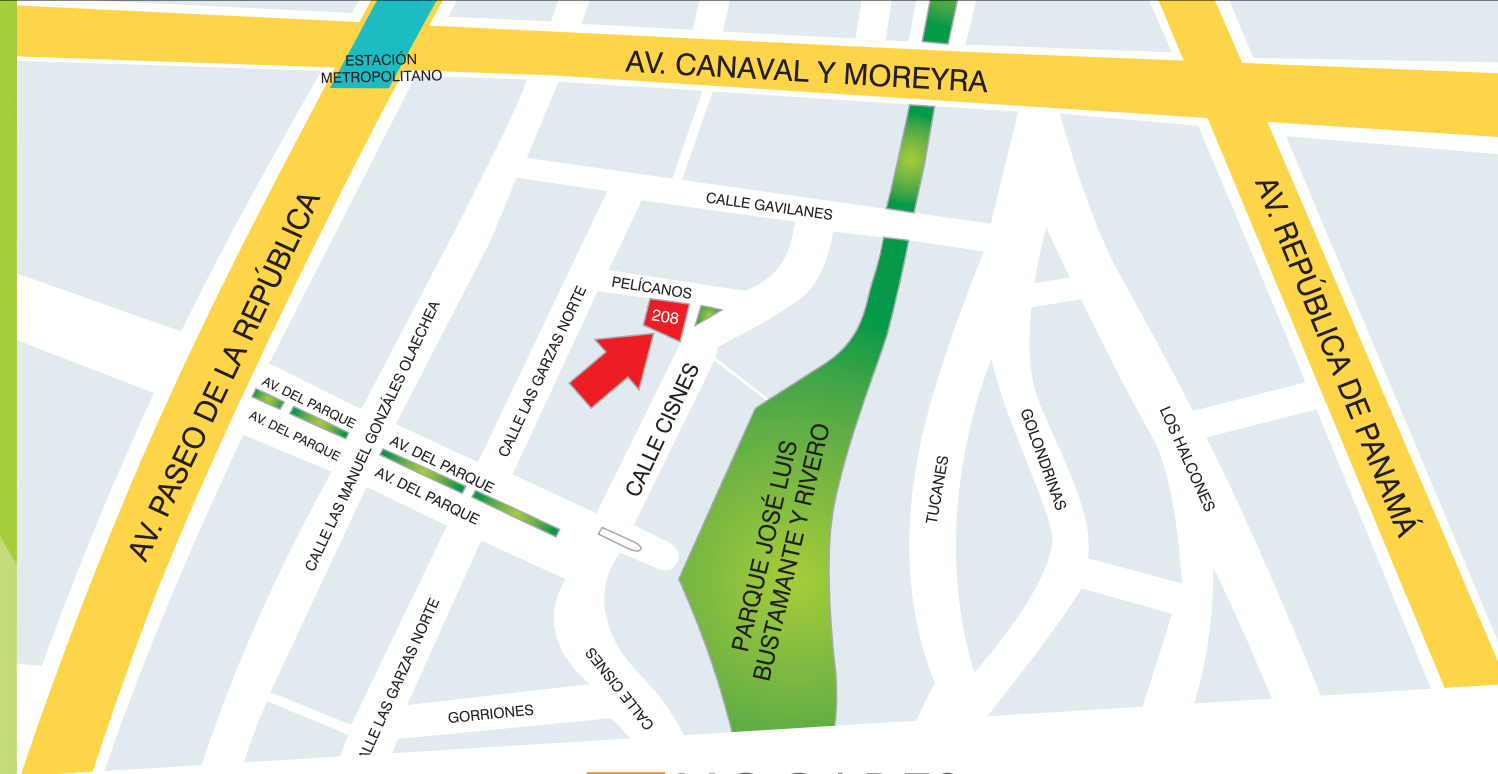 ESTACIÓN
METROPOLITANO
AV. CANAVAL Y MOREYRA
AV. PASEO DE LA REPÚBLICA
CALLE GAVILANES
AV. REPÚBLICA DE PANAMÁ
PELÍCANOS
208
CALLE LAS MANUEL GONZÁLES OLAECHEA
CALLE LAS GARZAS NORTE
CALLE CISNES
AV. DEL PARQUE
AV. DEL PARQUE
AV. DEL PARQUE
AV. DEL PARQUE
PARQUE JOSÉ LUIS
BUSTAMANTE Y RIVERO
TUCANES
GOLONDRINAS
LOS HALCONES
LLE LAS GARZAS NORTE
GORRIONES
CALLE CISNES